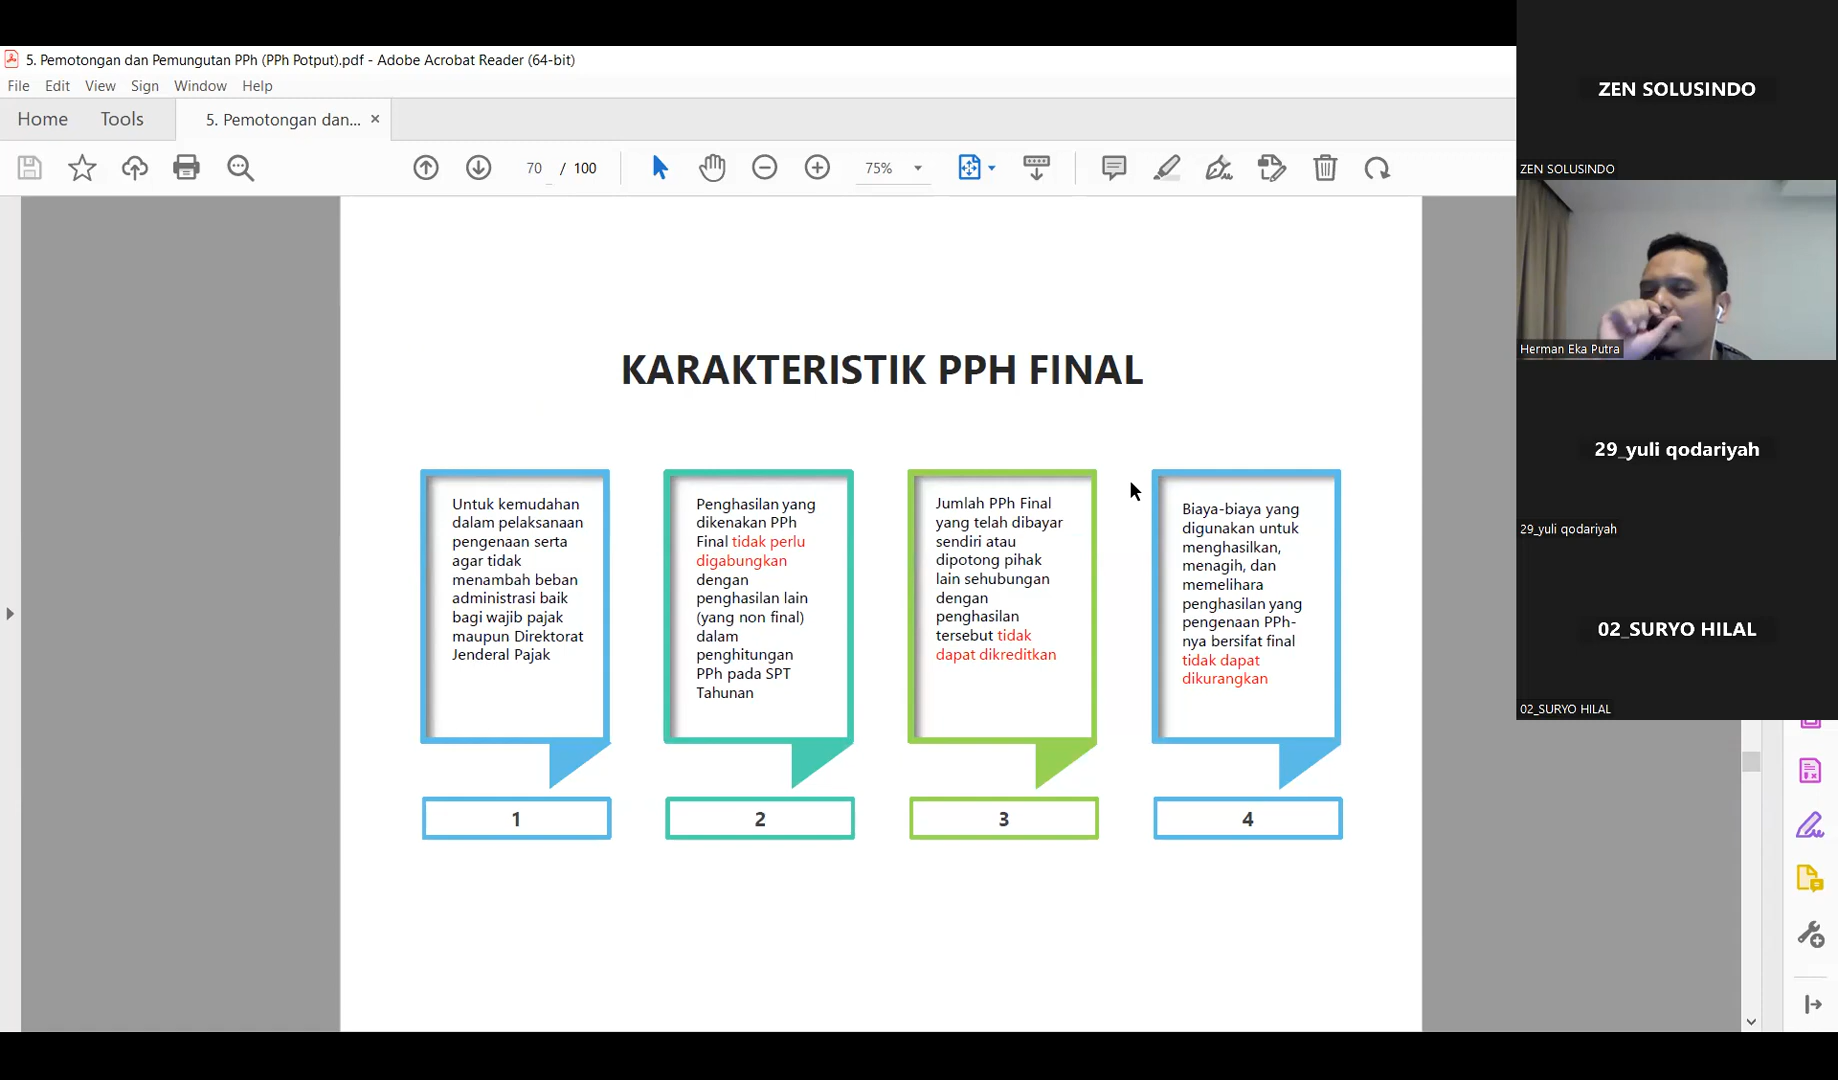 5. Pemotongan dan Pemungutan PPh (PPh Potput).pdf - Adobe Acrobat Reader (64-bit)
File Edit View Sign Window Help
Home Tools 5. Pemotongan dan... ×
70 / 100 75%
KARAKTERISTIK PPH FINAL
Untuk kemudahan
dalam pelaksanaan
pengenaan serta
agar tidak
menambah beban
administrasi baik
bagi wajib pajak
maupun Direktorat
Jenderal Pajak
1
Penghasilan yang
dikenakan PPh
Final tidak perlu
digabungkan
dengan
penghasilan lain
(yang non final)
dalam
penghitungan
PPh pada SPT
Tahunan
2
Jumlah PPh Final
yang telah dibayar
sendiri atau
dipotong pihak
lain sehubungan
dengan
penghasilan
tersebut tidak
dapat dikreditkan
3
Biaya-biaya yang
digunakan untuk
menghasilkan,
menagih, dan
memelihara
penghasilan yang
pengenaan PPh-
nya bersifat final
tidak dapat
dikurangkan
4
ZEN SOLUSINDO
ZEN SOLUSINDO
Herman Eka Putra
29_yuli qodariyah
29_yuli qodariyah
02_SURYO HILAL
02_SURYO HILAL